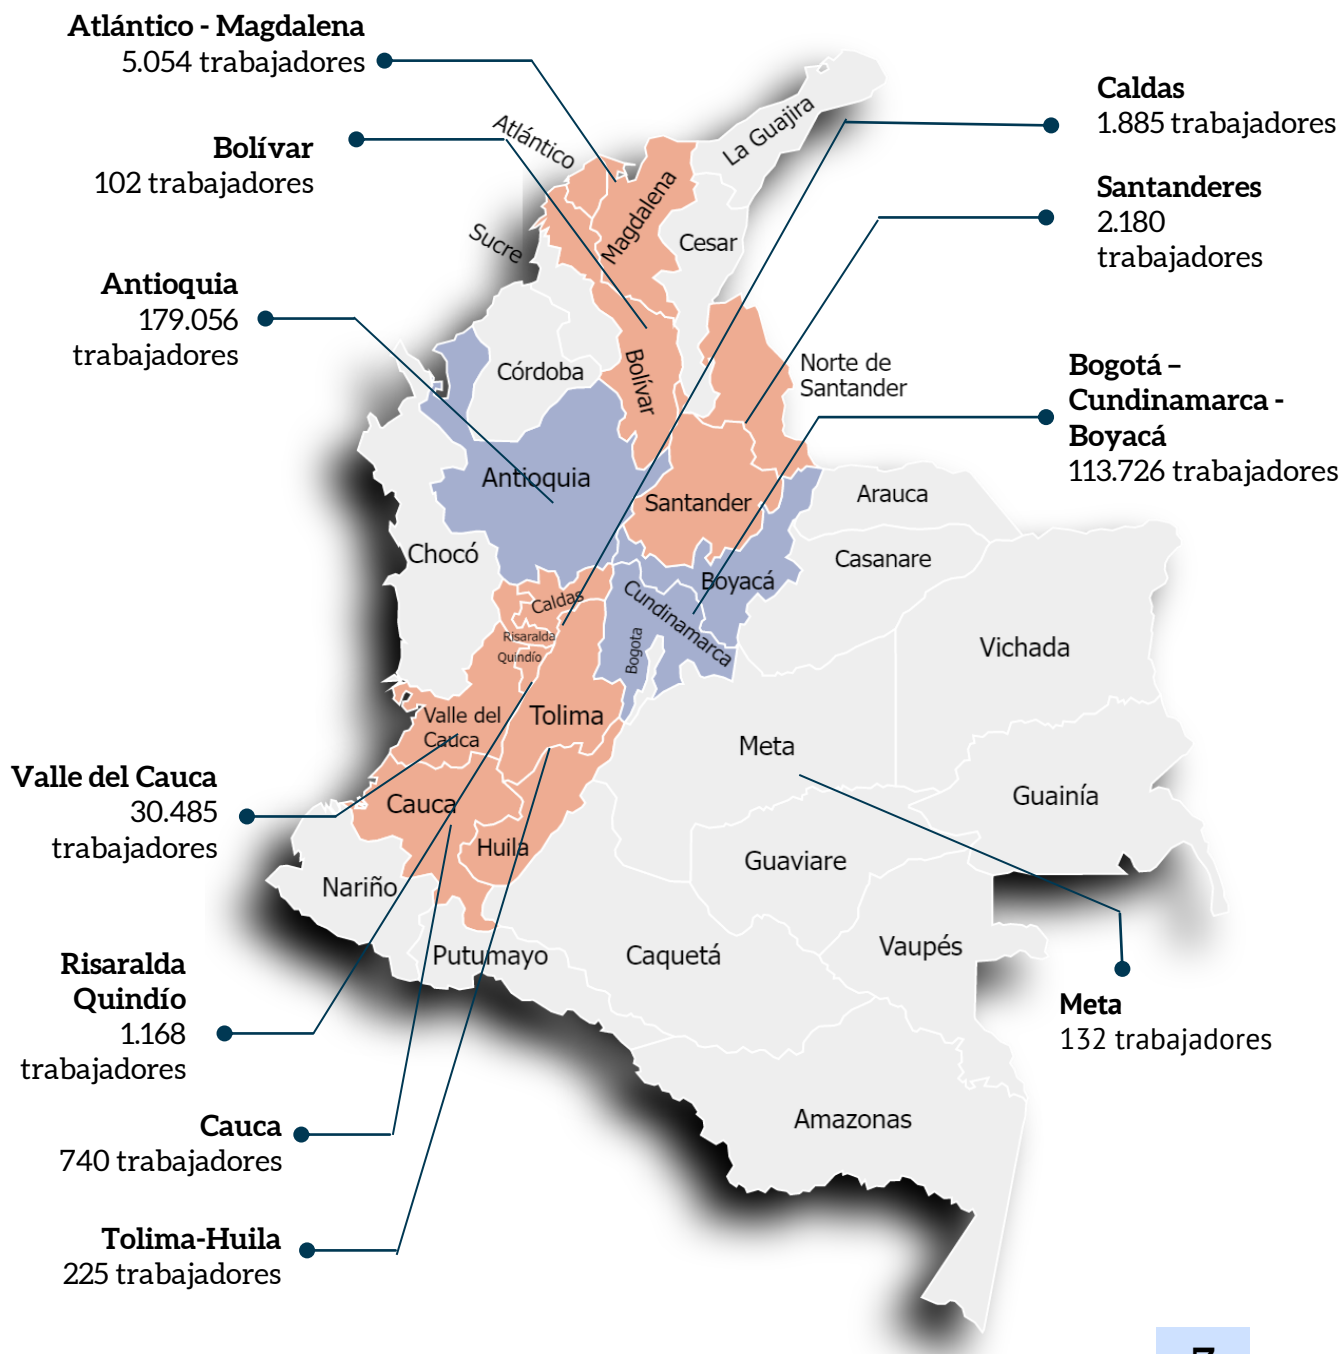 Atlántico - Magdalena
5.054 trabajadores
Bolívar
102 trabajadores
Antioquia
179.056
trabajadores
Valle del Cauca
30.485
trabajadores
Risaralda
Quindío
1.168
trabajadores
Cauca
740 trabajadores
Tolima-Huila
225 trabajadores
Caldas
1.885 trabajadores
Santanderes
2.180
trabajadores
Bogotá –
Cundinamarca -
Boyacá
113.726 trabajadores
Meta
132 trabajadores
Atlántico
La Guajira
Magdalena
Sucre
Cesar
Córdoba
Bolívar
Norte de
Santander
Antioquia
Santander
Arauca
Chocó
Casanare
Boyacá
Caldas
Cundinamarca
Risaralda
Quindío
Bogota
Vichada
Valle del
Cauca
Tolima
Meta
Guainía
Cauca
Huila
Guaviare
Nariño
Putumayo
Caquetá
Vaupés
Amazonas